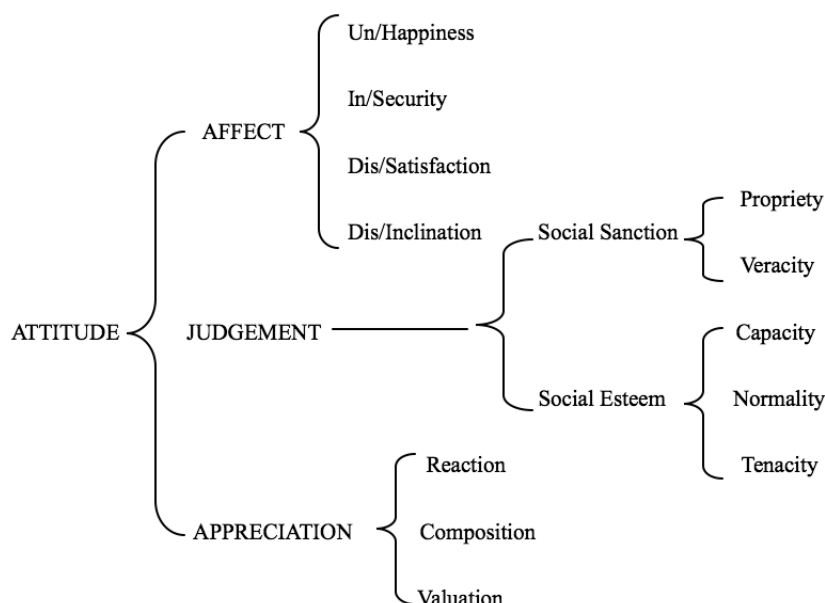 Un/Happiness
In/Security
AFFECT
Dis/Satisfaction
Dis/Inclination
Social Sanction
Propriety
Veracity
ATTITUDE
JUDGEMENT
Capacity
Social Esteem
Normality
Tenacity
Reaction
APPRECIATION
Composition
Valuation